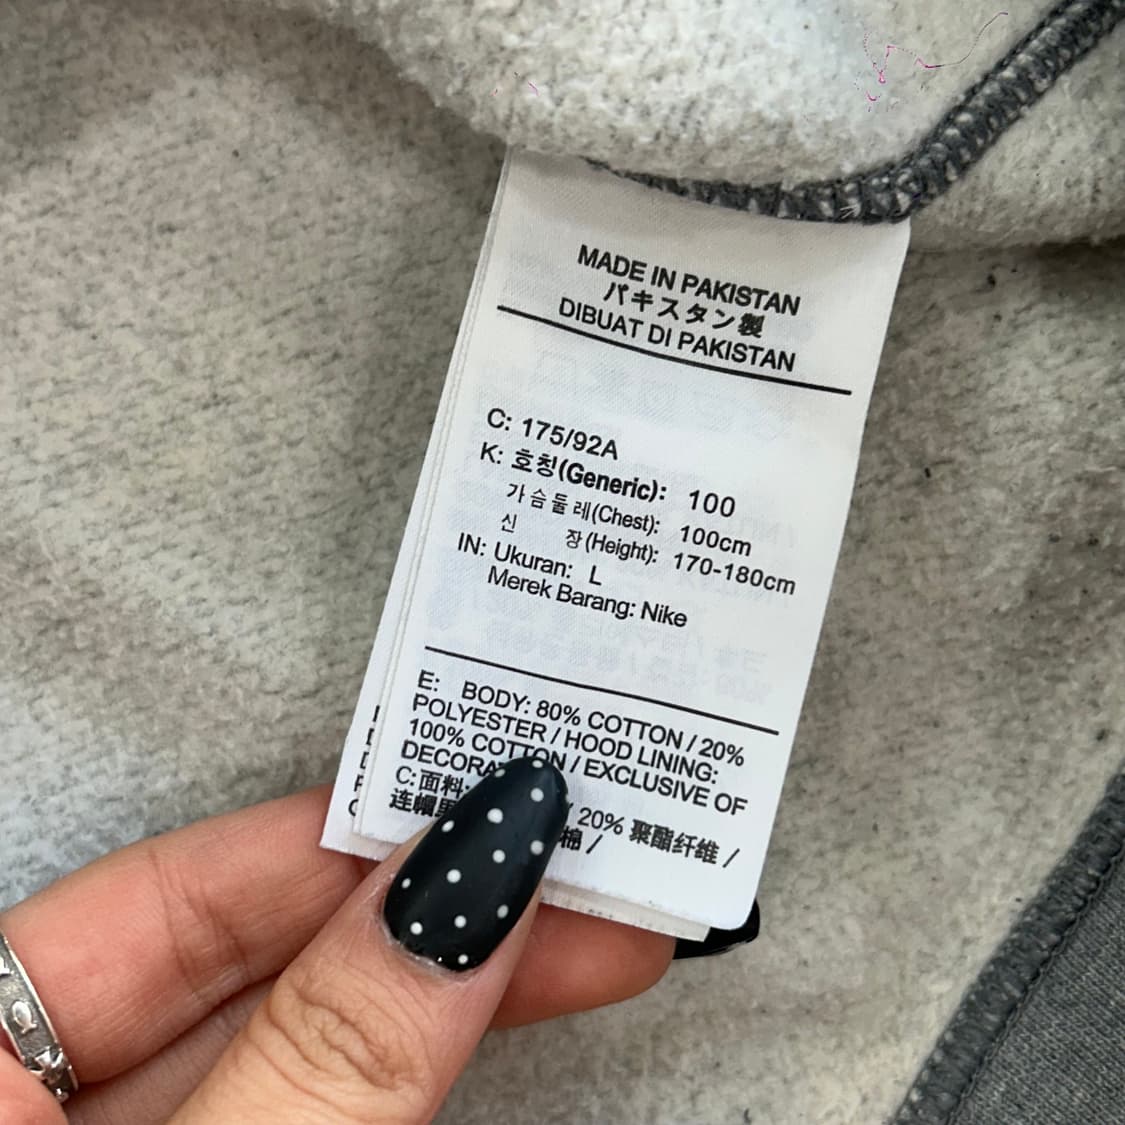 MADE IN PAKISTAN
パキスタン製
DIBUAT DI PAKISTAN
C: 175/92A
K: 호칭(Generic): 100
가슴둘레(Chest): 100cm
신 장(Height): 170-180cm
IN: Ukuran: L
Merek Barang: Nike
E: BODY: 80% COTTON / 20%
POLYESTER / HOOD LINING:
100% COTTON / EXCLUSIVE OF
C: 面料:
20% 聚酯纤维 /
连帽
棉 /